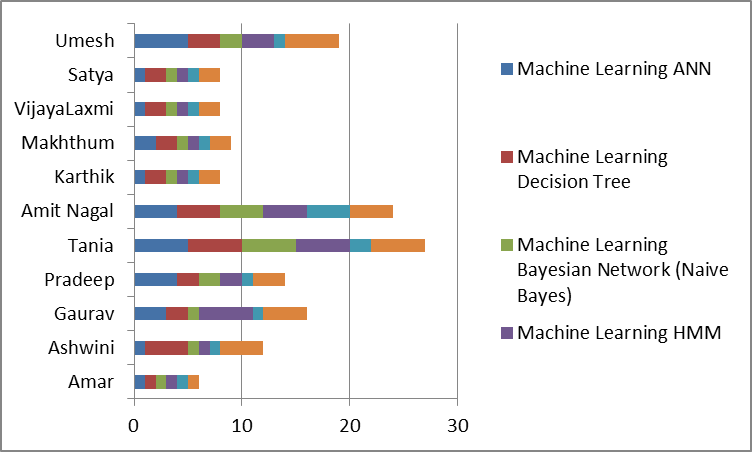 Umesh
Satya
VijayaLaxmi
Makhthum
Karthik
Amit Nagal
Tania
Pradeep
Gaurav
Ashwini
Amar
0 10 20 30
Machine Learning ANN
Machine Learning
Decision Tree
Machine Learning
Bayesian Network (Naive
Bayes)
Machine Learning HMM